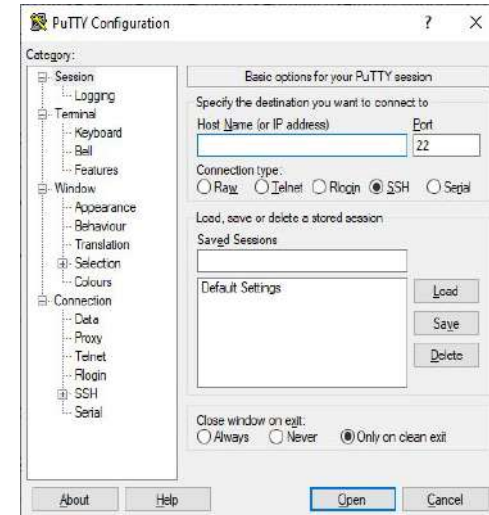 PuTTY Configuration ? X
Category:
Session
Logging
Terminal
Keyboard
Bell
Features
Window
Appearance
Behaviour
Translation
Selection
Colours
Connection
Data
Proxy
Telnet
Rlogin
SSH
Serial
Basic options for your PuTTY session
Specify the destination you want to connect to
Host Name (or IP address) Port
22
Connection type:
Raw Telnet Rlogin SSH Serial
Load, save or delete a stored session
Saved Sessions
Default Settings
Load
Save
Delete
Close window on exit:
Always Never Only on clean exit
About Help Open Cancel